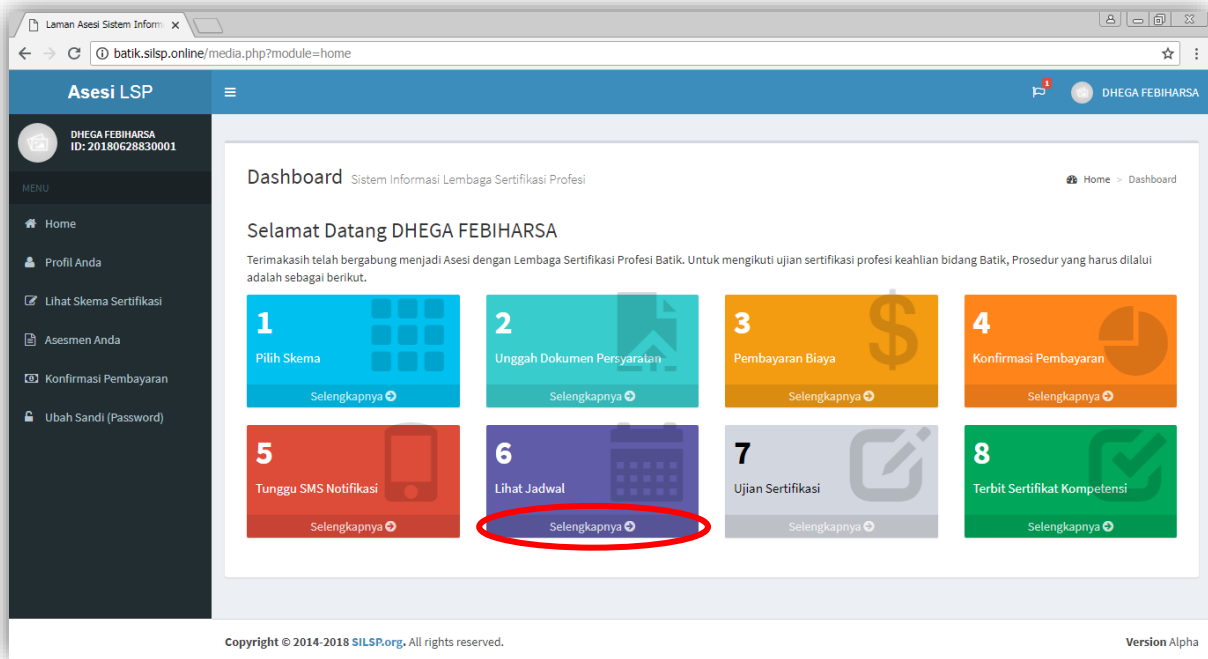 Laman Asesi Sistem Inform
batik.silsp.online/media.php?module=home
Asesi LSP
1
DHEGA FEBIHARSA
DHEGA FEBIHARSA
ID: 20180628830001
MENU
Home
Profil Anda
Lihat Skema Sertifikasi
Asesmen Anda
Konfirmasi Pembayaran
Ubah Sandi (Password)
Dashboard Sistem Informasi Lembaga Sertifikasi Profesi
Home > Dashboard
Selamat Datang DHEGA FEBIHARSA
Terimakasih telah bergabung menjadi Asesi dengan Lembaga Sertifikasi Profesi Batik. Untuk mengikuti ujian sertifikasi profesi keahlian bidang Batik, Prosedur yang harus dilalui
adalah sebagai berikut.
1
Pilih Skema
Selengkapnya
2
Unggah Dokumen Persyaratan
Selengkapnya
3
Pembayaran Biaya
Selengkapnya
4
Konfirmasi Pembayaran
Selengkapnya
5
Tunggu SMS Notifikasi
Selengkapnya
6
Lihat Jadwal
Selengkapnya
7
Ujian Sertifikasi
Selengkapnya
8
Terbit Sertifikat Kompetensi
Selengkapnya
Copyright © 2014-2018 SILSP.org. All rights reserved.
Version Alpha